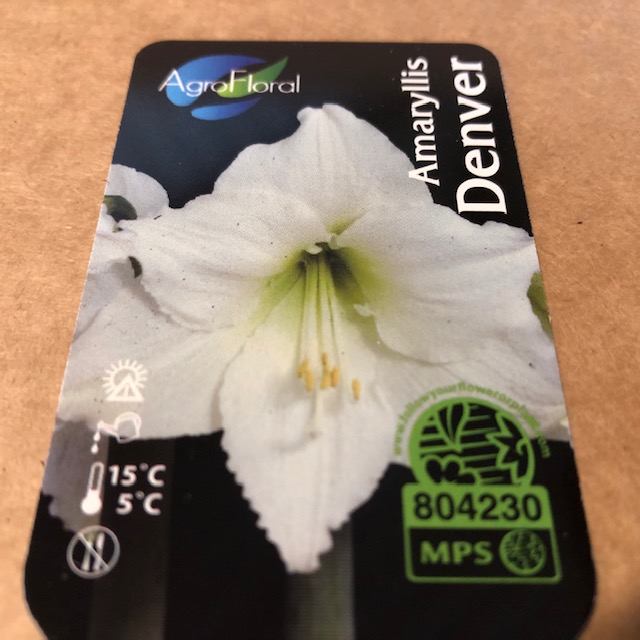 AgroFloral
Amaryllis
Denver
15°C
5°C
804230
MPS